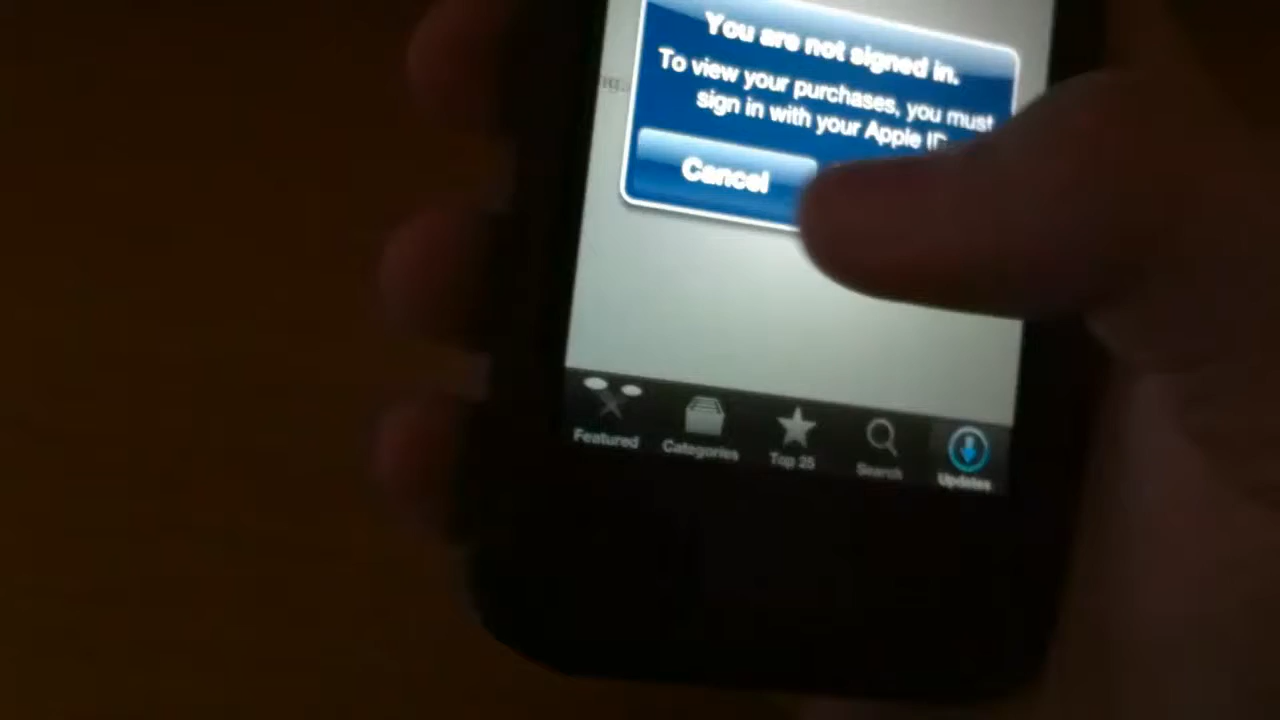 You are not signed in.
To view your purchases, you must
sign in with your Apple ID
Cancel
Featured
Categories
Top 25
Search
Updates